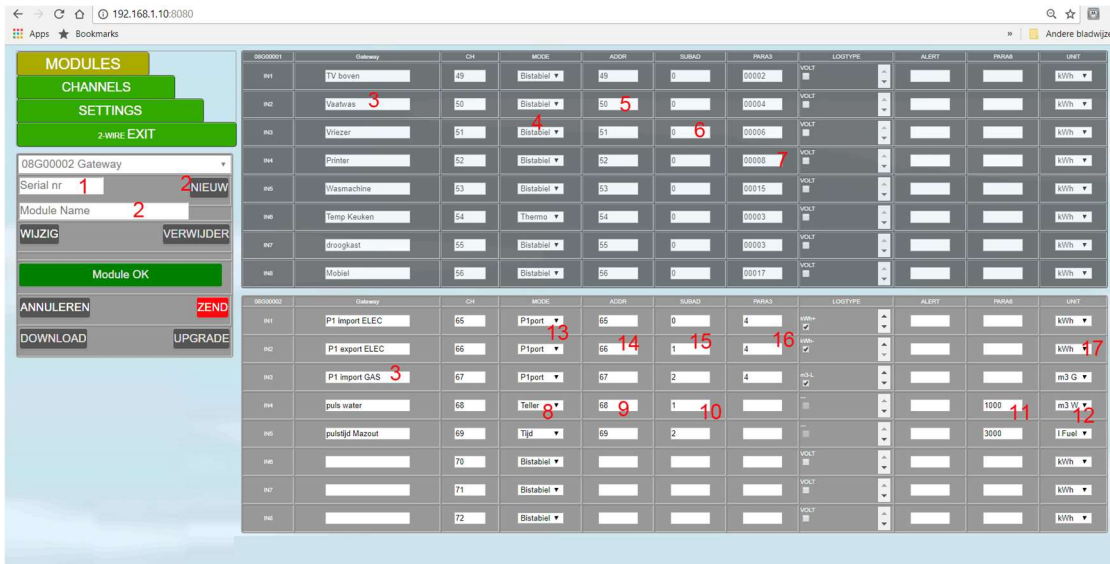 192.168.1.10:8080
Apps Bookmarks » Andere bladwijze
MODULES
CHANNELS
SETTINGS
2-WIRE EXIT
08G00002 Gateway
Serial nr 1 2 NIEUW
Module Name 2
WIJZIG VERWIJDER
Module OK
ANNULEREN ZEND
DOWNLOAD UPGRADE
08G00001 Gateway CH MODE ADDR SUBAD PARA3 LOGTYPE ALERT PARA6 UNIT
IN1 TV boven 49 Bistabiel 49 0 00002 VOLT kWh
IN2 Vaatwas 3 50 Bistabiel 50 5 0 00004 VOLT kWh
IN3 Vriezer 51 4 Bistabiel 51 0 6 00006 VOLT kWh
IN4 Printer 52 Bistabiel 52 0 00008 7 VOLT kWh
IN5 Wasmachine 53 Bistabiel 53 0 00015 VOLT kWh
IN6 Temp Keuken 54 Thermo 54 0 00003 VOLT kWh
IN7 droogkast 55 Bistabiel 55 0 00003 VOLT kWh
IN8 Mobiel 56 Bistabiel 56 0 00017 VOLT kWh
08G00002 Gateway CH MODE ADDR SUBAD PARA3 LOGTYPE ALERT PARA6 UNIT
IN1 P1 import ELEC 65 P1port 13 65 0 4 kWh+ kWh
IN2 P1 export ELEC 66 P1port 66 14 1 15 4 16 kWh- kWh 17
IN3 P1 import GAS 3 67 P1port 67 2 4 m3-L m3 G
IN4 puls water 68 Teller 8 68 9 1 10 --- 1000 11 m3 W 12
IN5 pulstijd Mazout 69 Tijd 69 2 --- 3000 l Fuel
IN6 70 Bistabiel VOLT kWh
IN7 71 Bistabiel VOLT kWh
IN8 72 Bistabiel VOLT kWh